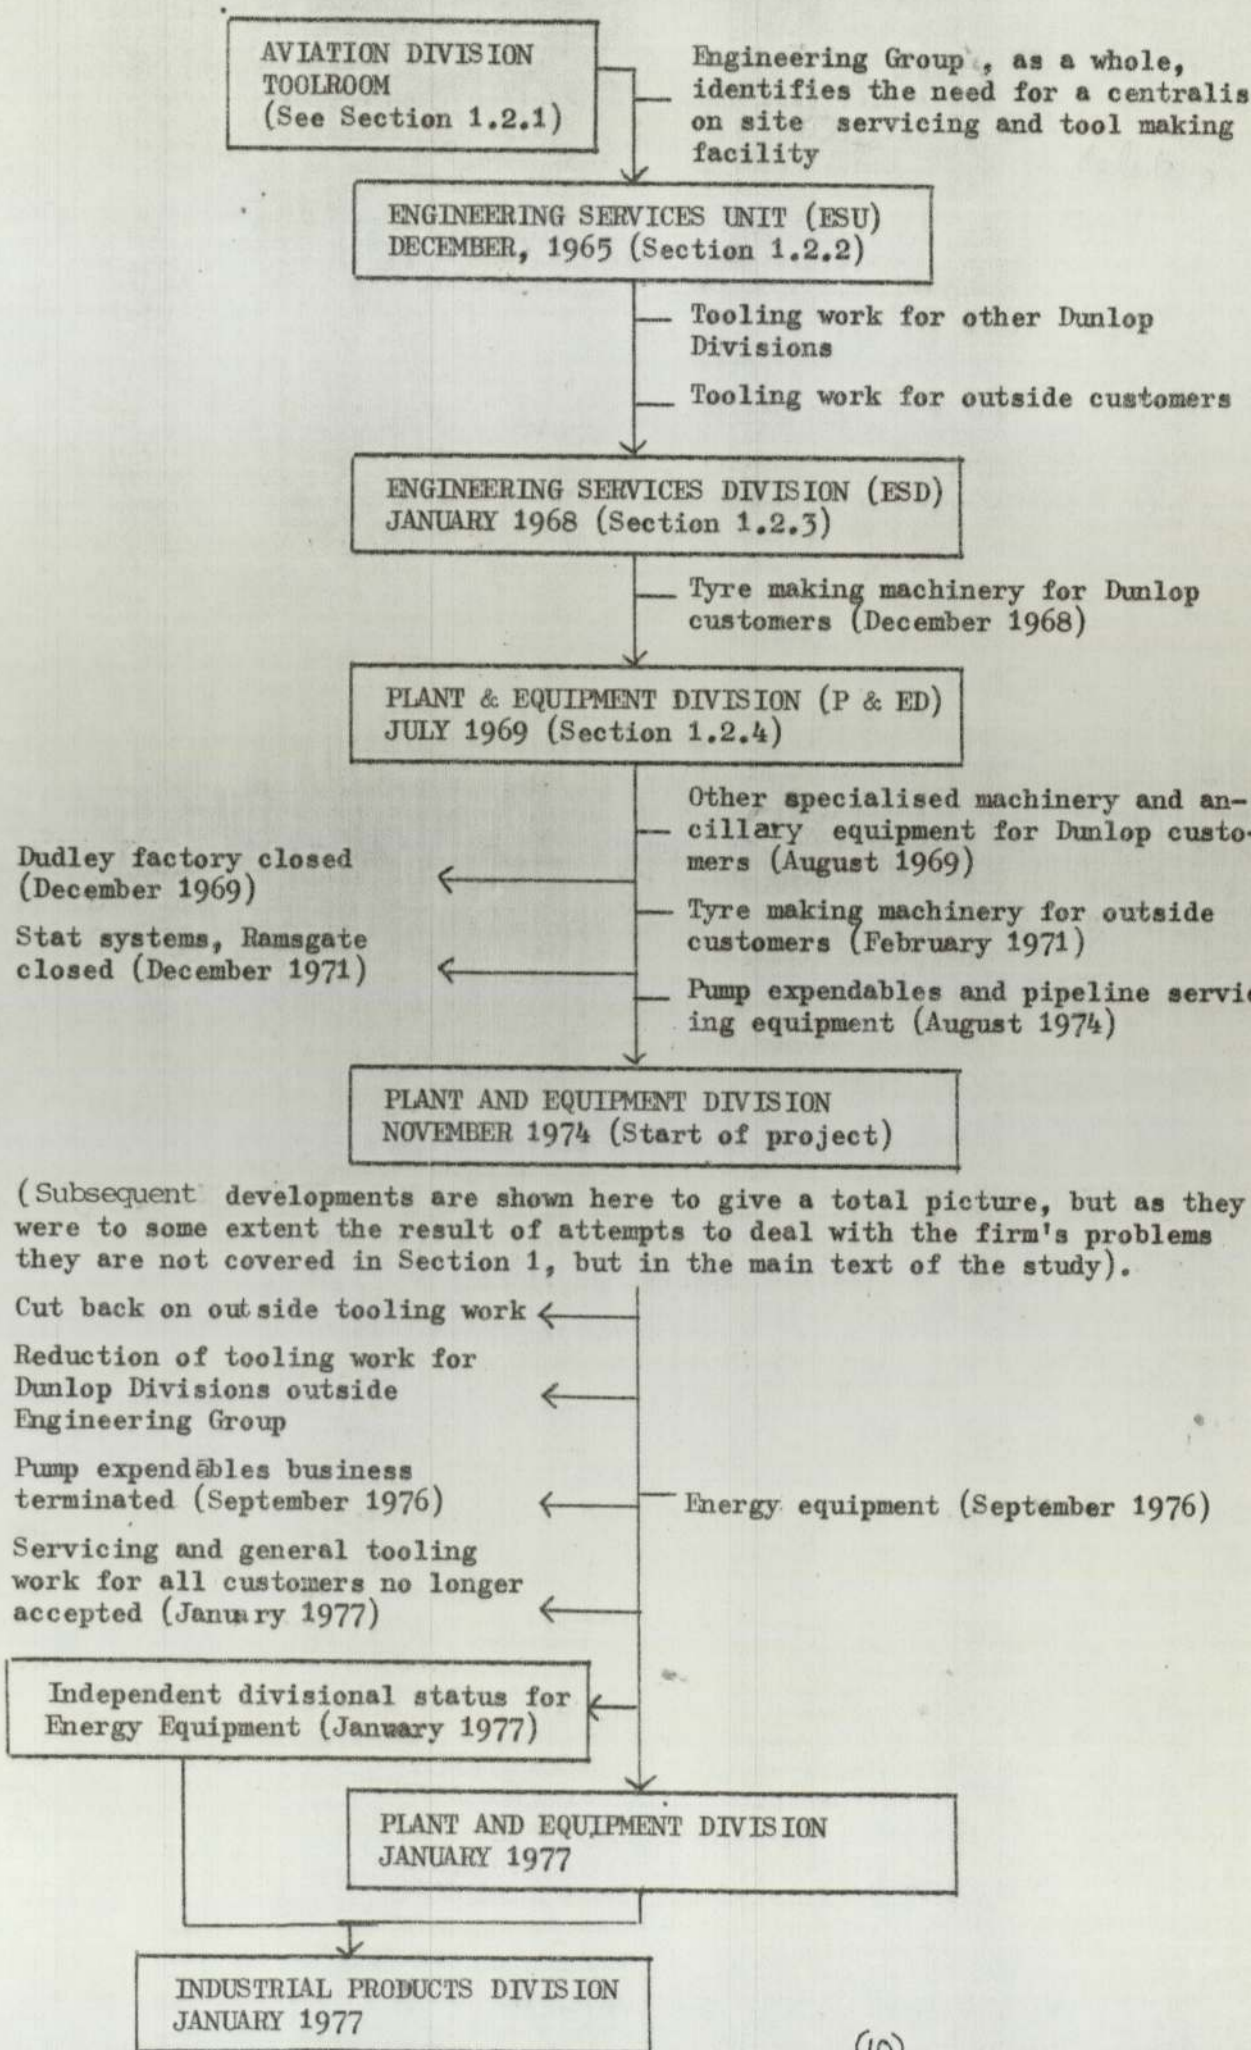 AVIATION DIVISION
TOOLROOM
(See Section 1.2.1)
Engineering Group , as a whole,
identifies the need for a centralis
on site servicing and tool making
facility
ENGINEERING SERVICES UNIT (ESU)
DECEMBER, 1965 (Section 1.2.2)
Tooling work for other Dunlop
Divisions
Tooling work for outside customers
ENGINEERING SERVICES DIVISION (ESD)
JANUARY 1968 (Section 1.2.3)
Tyre making machinery for Dunlop
customers (December 1968)
PLANT & EQUIPMENT DIVISION (P & ED)
JULY 1969 (Section 1.2.4)
Other specialised machinery and an-
cillary equipment for Dunlop custo-
mers (August 1969)
Dudley factory closed
(December 1969)
Tyre making machinery for outside
customers (February 1971)
Stat systems, Ramsgate
closed (December 1971)
Pump expendables and pipeline servic
ing equipment (August 1974)
PLANT AND EQUIPMENT DIVISION
NOVEMBER 1974 (Start of project)
(Subsequent developments are shown here to give a total picture, but as they
were to some extent the result of attempts to deal with the firm's problems
they are not covered in Section 1, but in the main text of the study).
Cut back on outside tooling work
Reduction of tooling work for
Dunlop Divisions outside
Engineering Group
Pump expendables business
terminated (September 1976)
Energy equipment (September 1976)
Servicing and general tooling
work for all customers no longer
accepted (January 1977)
Independent divisional status for
Energy Equipment (January 1977)
PLANT AND EQUIPMENT DIVISION
JANUARY 1977
INDUSTRIAL PRODUCTS DIVISION
JANUARY 1977
(10)